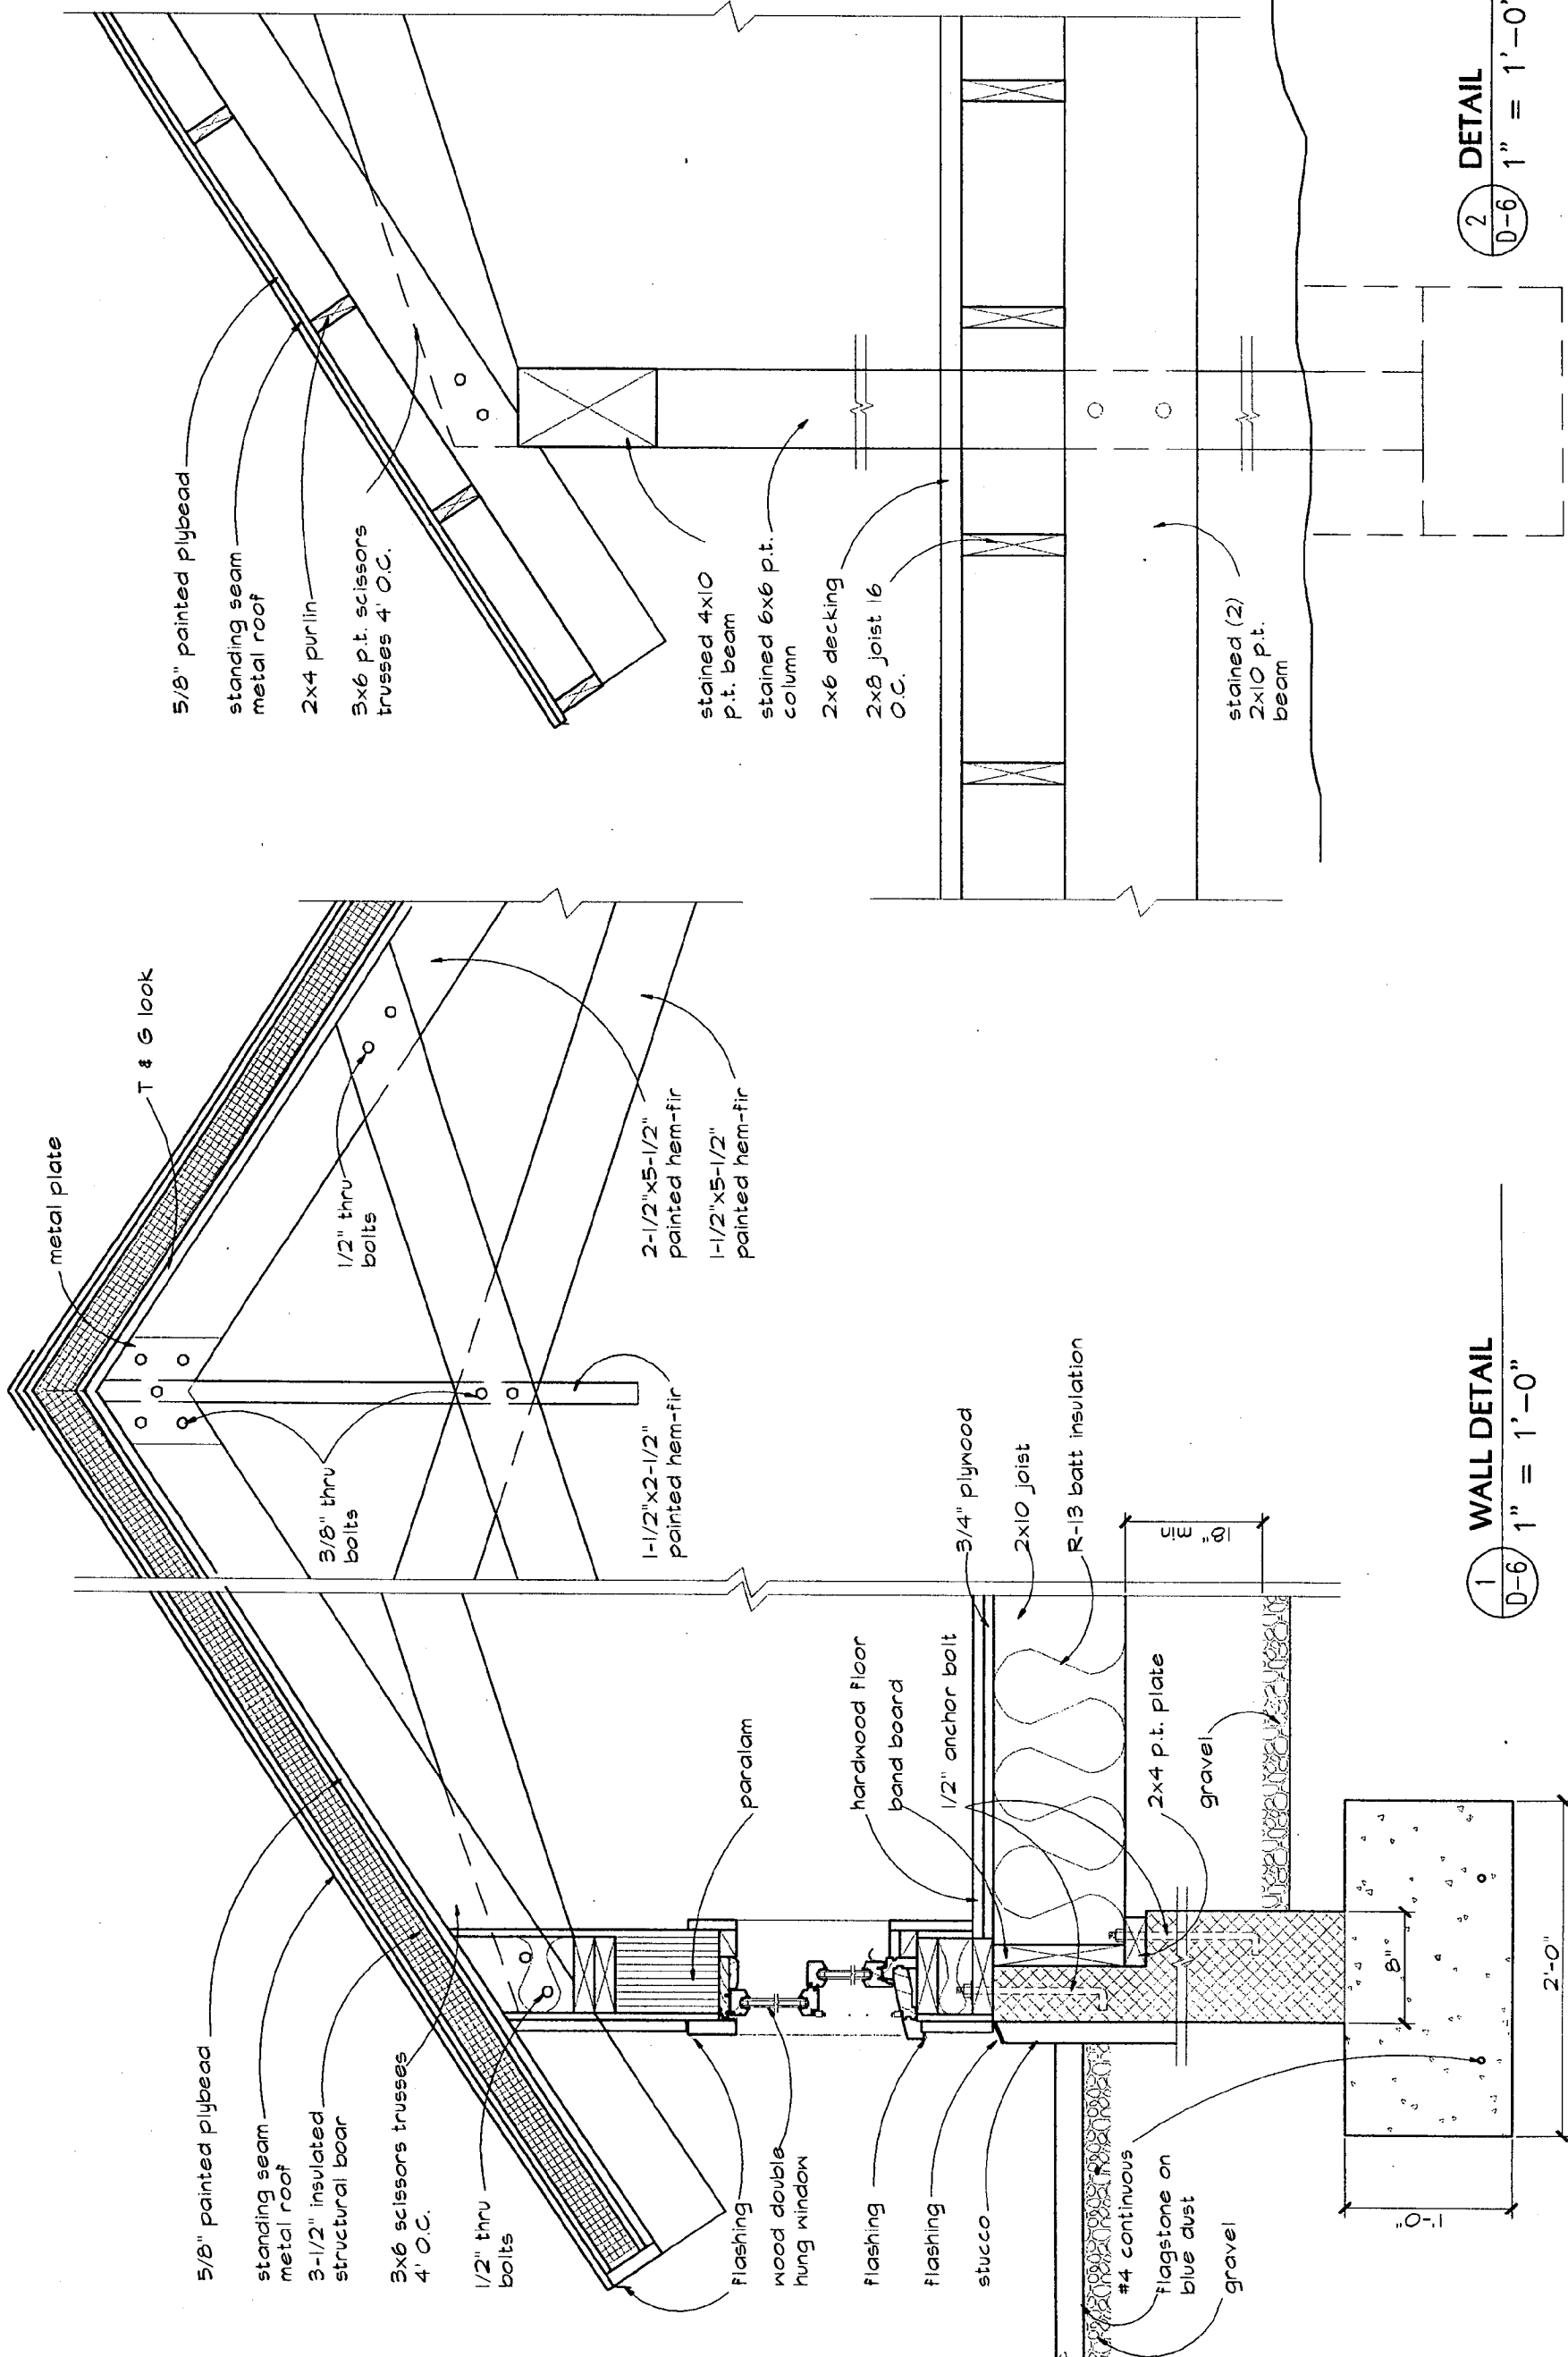 5/8" painted plybead
standing seam
metal roof
3-1/2" insulated
structural boar
3x6 scissors trusses
4' O.C.
1/2" thru
bolts
flashing
wood double
hung window
flashing
flashing
stucco
#4 continuous
flagstone on
blue dust
gravel
1'-0"
2'-0"
8"
metal plate
T & G look
3/8" thru
bolts
1/2" thru
bolts
1-1/2"x2-1/2"
painted hem-fir
2-1/2"x5-1/2"
painted hem-fir
1-1/2"x5-1/2"
painted hem-fir
paralam
hardwood floor
band board
1/2" anchor bolt
2x4 p.t. plate
gravel
3/4" plywood
2x10 joist
R-13 batt insulation
18" min
1
D-6
WALL DETAIL
1" = 1'-0"
5/8" painted plybead
standing seam
metal roof
2x4 purlin
3x6 p.t. scissors
trusses 4' O.C.
stained 4x10
p.t. beam
stained 6x6 p.t.
column
2x6 decking
2x8 joist 16
O.C.
stained (2)
2x10 p.t.
beam
2
D-6
DETAIL
1" = 1'-0"